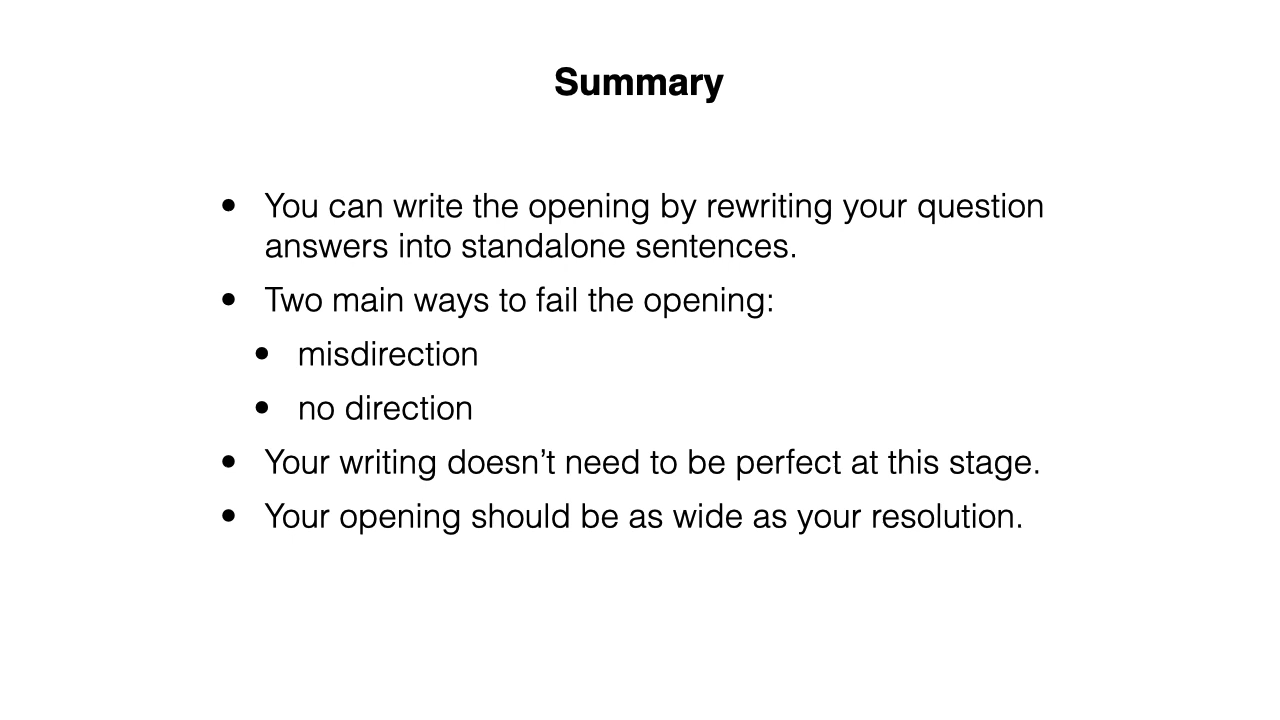 Summary
• You can write the opening by rewriting your question
answers into standalone sentences.
• Two main ways to fail the opening:
• misdirection
• no direction
• Your writing doesn’t need to be perfect at this stage.
• Your opening should be as wide as your resolution.